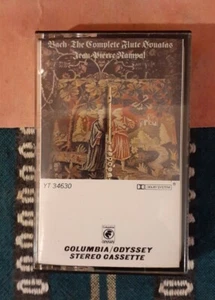 Bach-The Complete Flute Sonatas
Jean-Pierre Rampal
YT 34630
COLUMBIA/ODYSSEY
STEREO CASSETTE